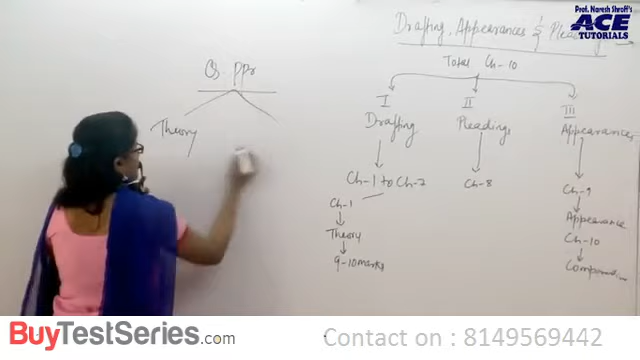 Prof. Naresh Shroff's
ACE
TUTORIALS
Drafting, Appearances & Pleadings
Total Ch-10
Q. ppr
Theory
I
Drafting
Ch-1 to Ch-7
Ch-1
Theory
9-10 marks
II
Pleadings
Ch-8
III
Appearances
Ch-9
Appearance
Ch-10
BuyTestSeries.com
Contact on : 8149569442